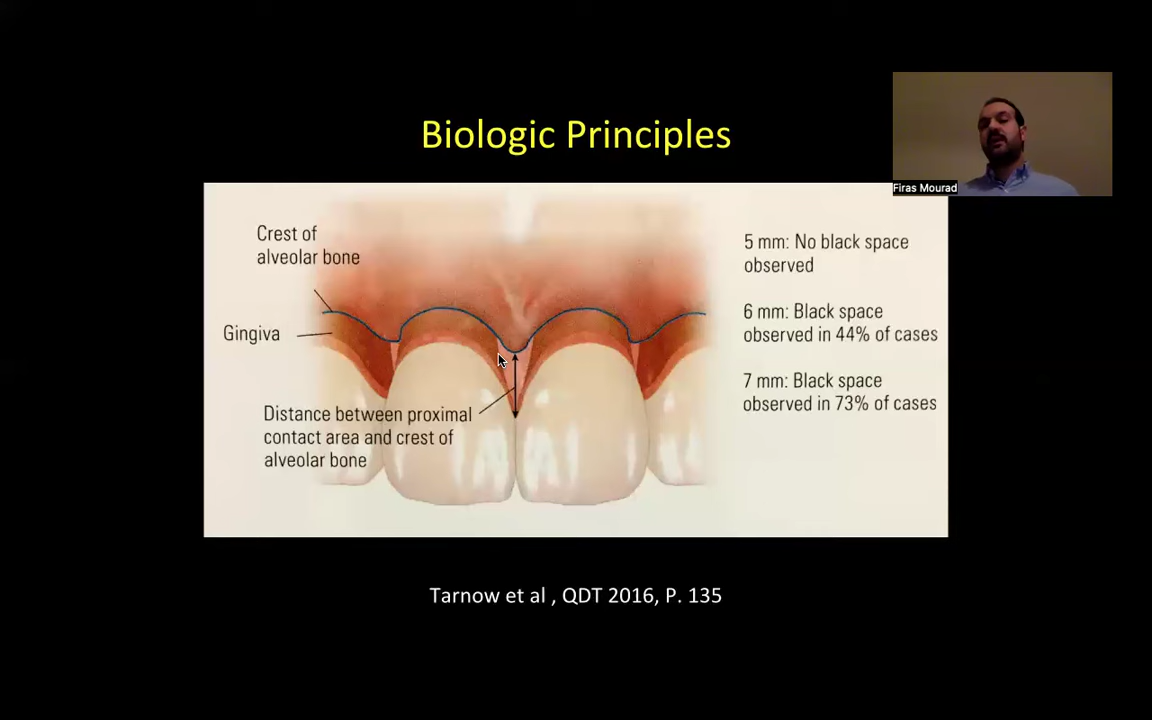 Biologic Principles
Firas Mourad
Crest of
alveolar bone
Gingiva
Distance between proximal
contact area and crest of
alveolar bone
5 mm: No black space
observed
6 mm: Black space
observed in 44% of cases
7 mm: Black space
observed in 73% of cases
Tarnow et al , QDT 2016, P. 135